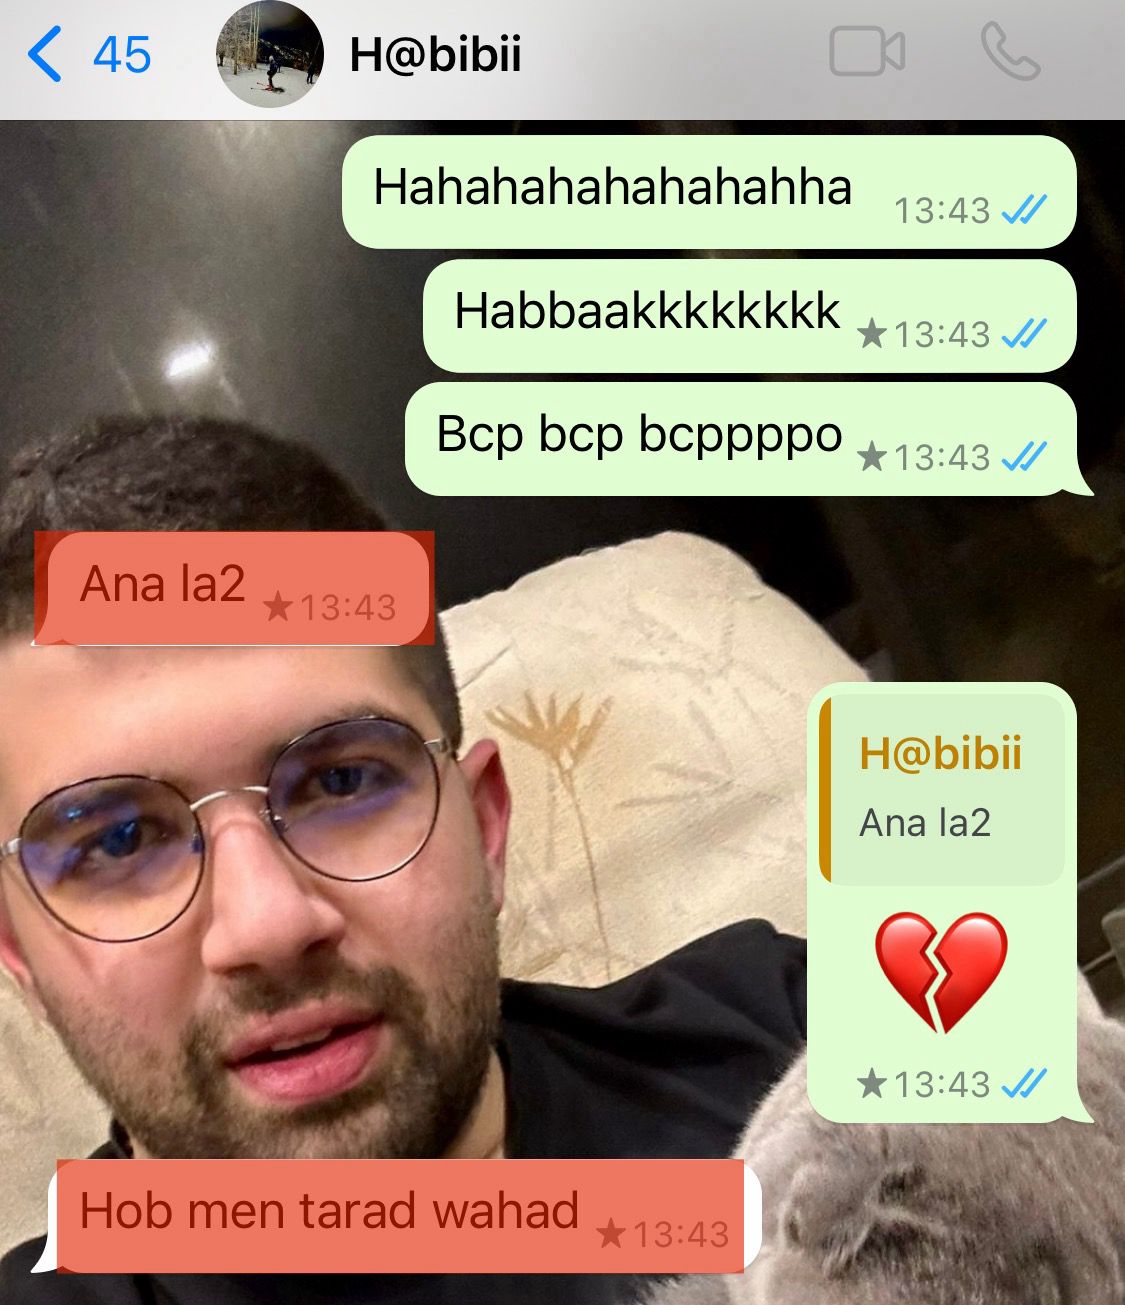 45
H@bibii
Hahahahahahahahha 13:43
Habbaakkkkkkkk 13:43
Bcp bcp bcppppo 13:43
Ana la2 13:43
H@bibii
Ana la2
13:43
Hob men tarad wahad 13:43